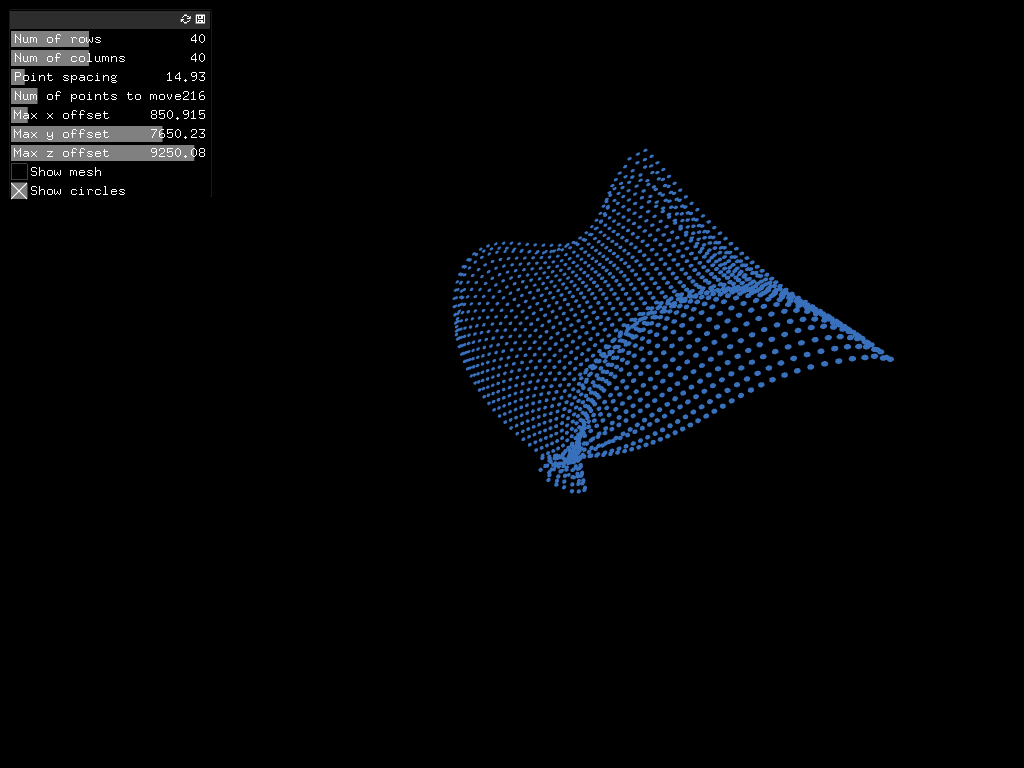 Num of rows 40
Num of columns 40
Point spacing 14.93
Num of points to move216
Max x offset 850.915
Max y offset 7650.23
Max z offset 9250.08
Show mesh
Show circles